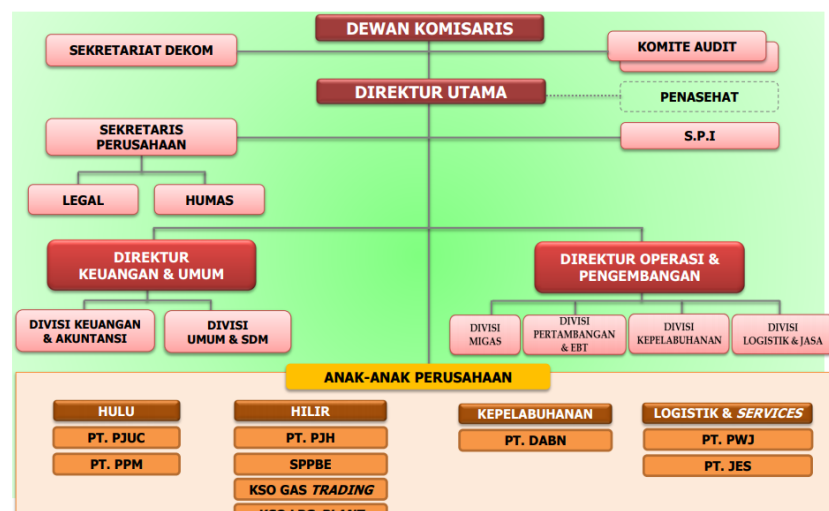 DEWAN KOMISARIS
SEKRETARIAT DEKOM
KOMITE AUDIT
DIREKTUR UTAMA
PENASEHAT
SEKRETARIS
PERUSAHAAN
S.P.I
LEGAL
HUMAS
DIREKTUR
KEUANGAN & UMUM
DIREKTUR OPERASI &
PENGEMBANGAN
DIVISI KEUANGAN
& AKUNTANSI
DIVISI
UMUM & SDM
DIVISI
MIGAS
DIVISI
PERTAMBANGAN
& EBT
DIVISI
KEPELABUHANAN
DIVISI
LOGISTIK & JASA
ANAK-ANAK PERUSAHAAN
HULU
PT. PJUC
PT. PPM
HILIR
PT. PJH
SPPBE
KSO GAS TRADING
KSO LPG PLANT
KEPELABUHANAN
PT. DABN
LOGISTIK & SERVICES
PT. PWJ
PT. JES